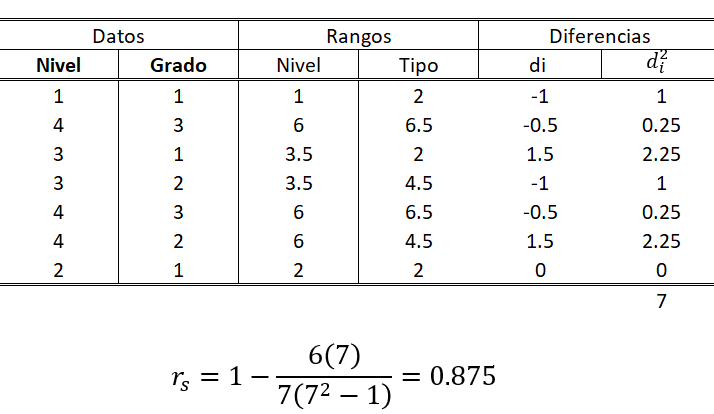 Datos Rangos Diferencias
Nivel Grado Nivel Tipo di d_i^2
1 1 1 2 -1 1
4 3 6 6.5 -0.5 0.25
3 1 3.5 2 1.5 2.25
3 2 3.5 4.5 -1 1
4 3 6 6.5 -0.5 0.25
4 2 6 4.5 1.5 2.25
2 1 2 2 0 0
7
r_s = 1 − 6(7) / 7(7^2 − 1) = 0.875